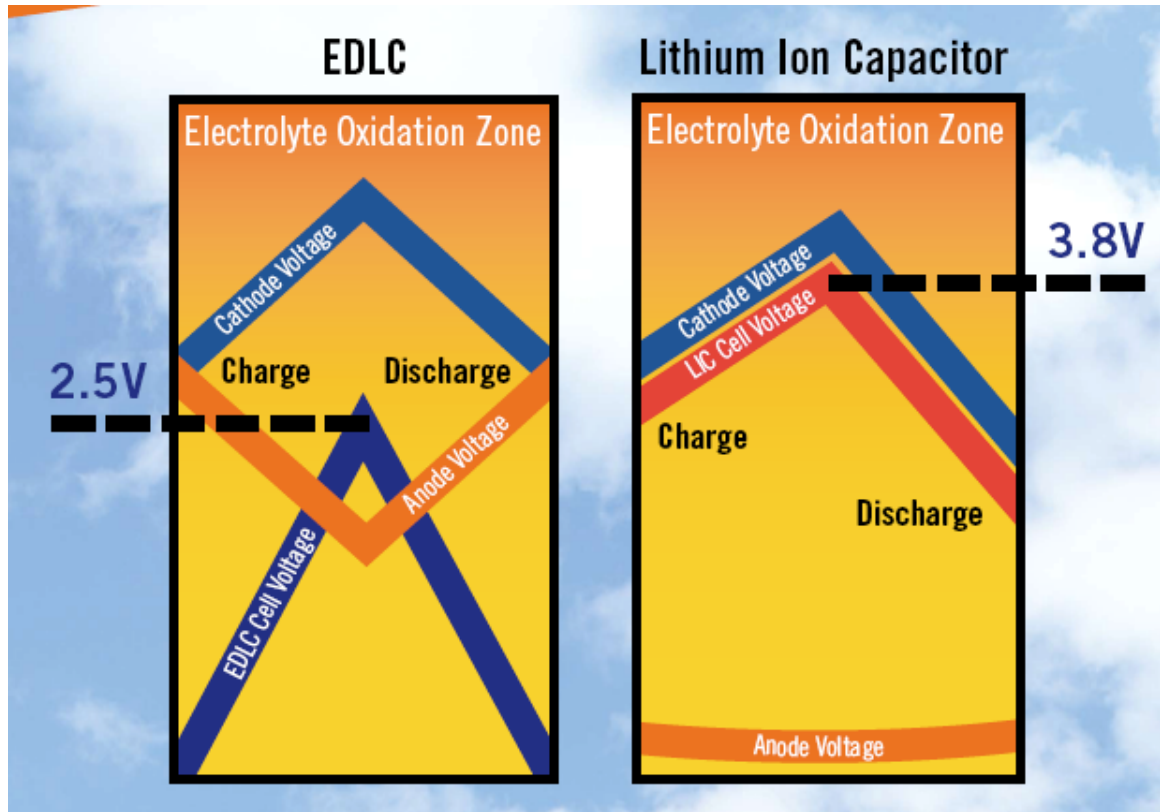 EDLC
Electrolyte Oxidation Zone
Cathode Voltage
Charge
Discharge
2.5V
Anode Voltage
EDLC Cell Voltage
Lithium Ion Capacitor
Electrolyte Oxidation Zone
3.8V
Cathode Voltage
LIC Cell Voltage
Charge
Discharge
Anode Voltage